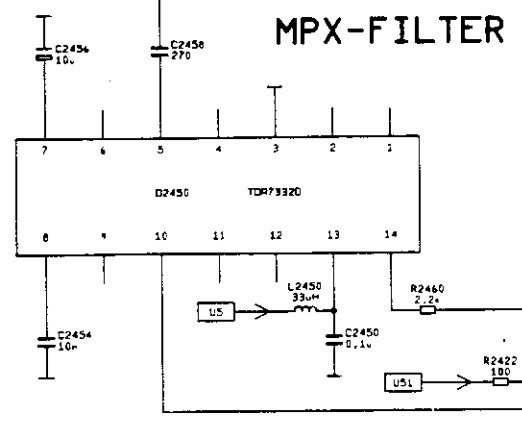 MPX-FILTER
C2456
10u
C2458
270
7 6 5 4 3 2 1
D2450 TDA7332D
8 9 10 11 12 13 14
L2450
33uH
R2460
2.2k
U5
C2454
10n
C2450
0,1u
R2422
100
U51